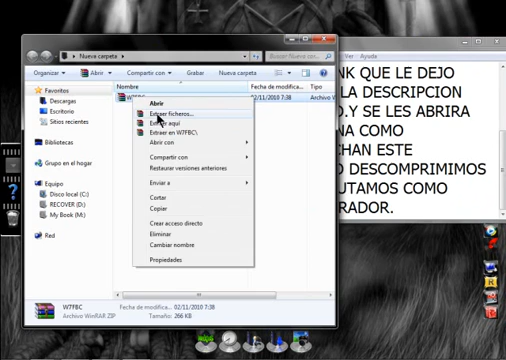 Nueva carpeta
Buscar Nueva carpeta
Organizar Abrir Compartir con Grabar Nueva carpeta
Favoritos
Descargas
Escritorio
Sitios recientes
Bibliotecas
Grupo en el hogar
Equipo
Disco local (C:)
RECOVER (D:)
My Book (M:)
Red
Nombre Fecha de modifica...
W7FBC 02/11/2010 7:38 Archivo W
Abrir
Extraer ficheros...
Extraer aquí
Extraer en W7FBC\
Abrir con
Compartir con
Restaurar versiones anteriores
Enviar a
Cortar
Copiar
Crear acceso directo
Eliminar
Cambiar nombre
Propiedades
W7FBC Fecha de modifica... 02/11/2010 7:38
Archivo WinRAR ZIP Tamaño: 266 KB
Ver Ayuda
NK QUE LE DEJO
LA DESCRIPCION
O.Y SE LES ABRIRA
NA COMO
CHAN ESTE
O DESCOMPRIMIMOS
UTAMOS COMO
RADOR.